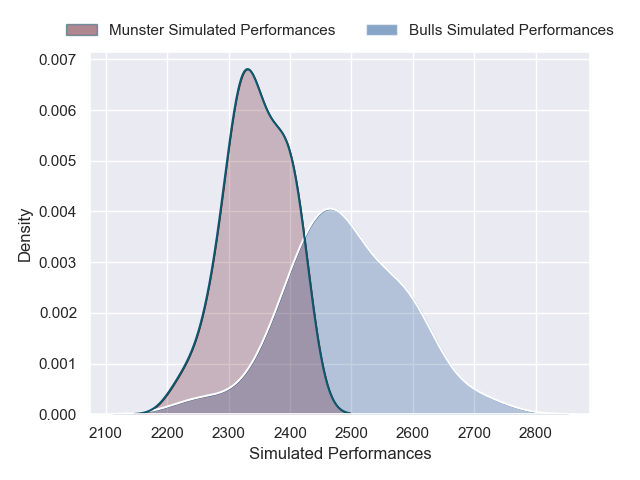 Munster Simulated Performances Bulls Simulated Performances
0.007
0.006
0.005
0.004
0.003
0.002
0.001
0.000
Density
2100 2200 2300 2400 2500 2600 2700 2800
Simulated Performances